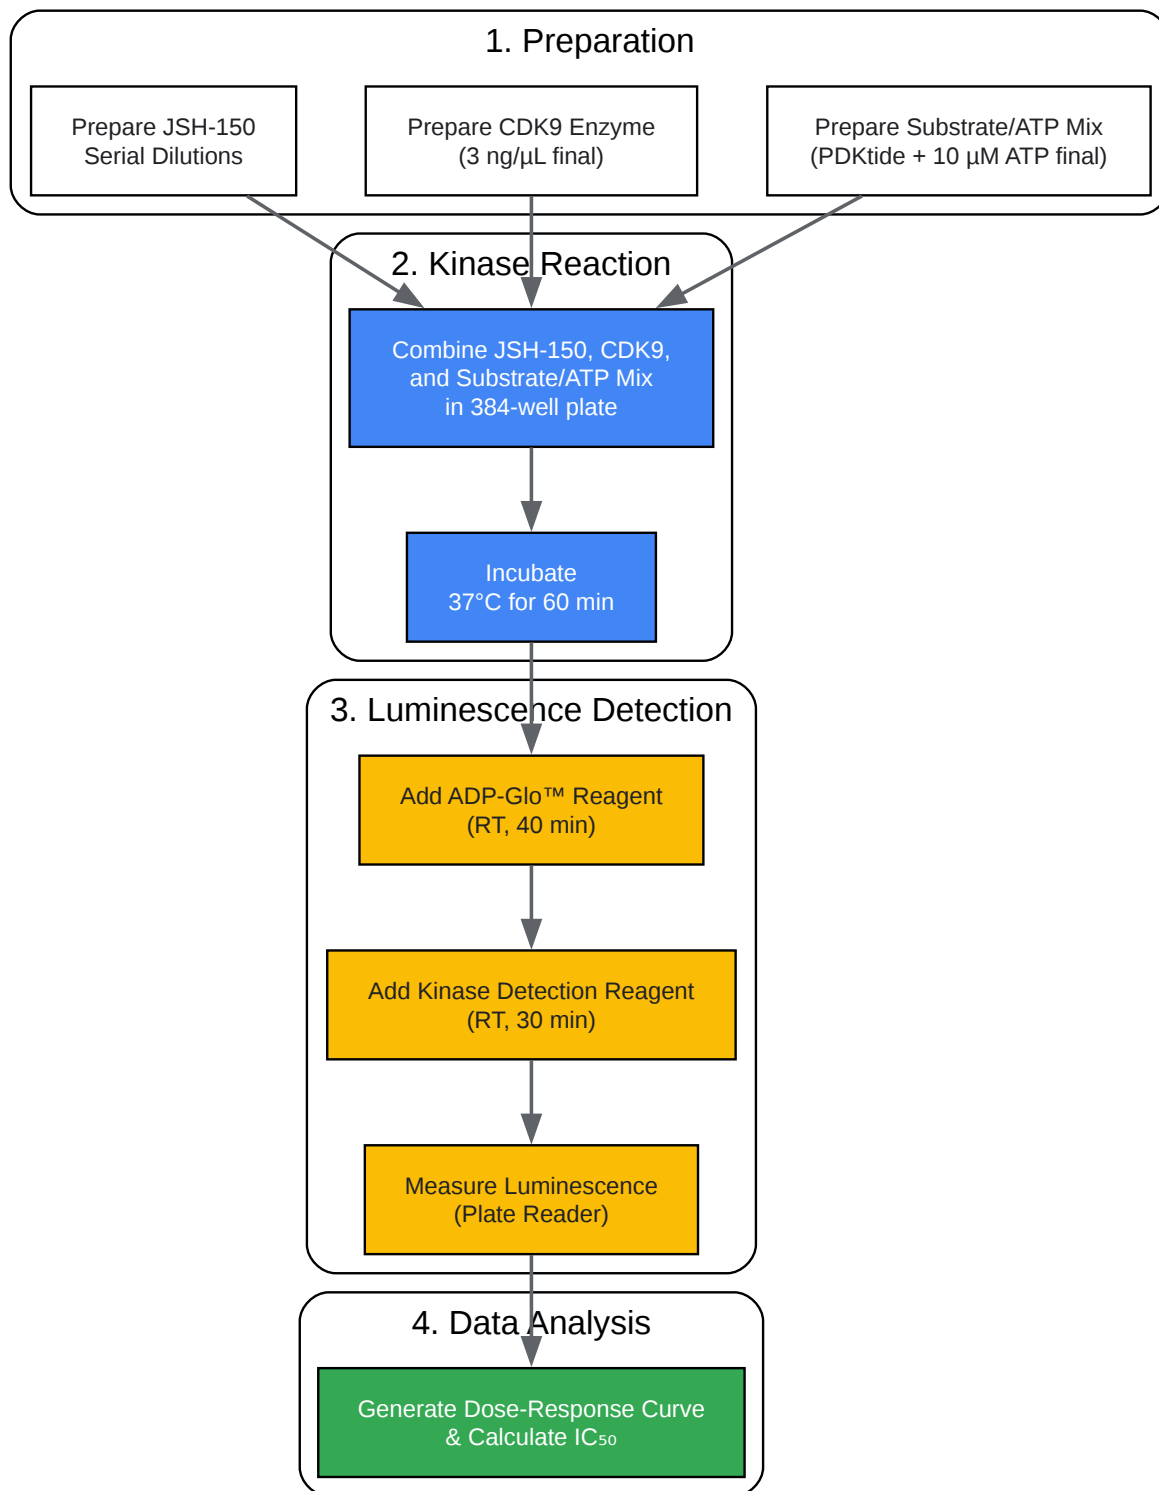 1. Preparation
Prepare JSH-150
Serial Dilutions
Prepare CDK9 Enzyme
(3 ng/µL final)
Prepare Substrate/ATP Mix
(PDKtide + 10 µM ATP final)
2. Kinase Reaction
Combine JSH-150, CDK9,
and Substrate/ATP Mix
in 384-well plate
Incubate
37°C for 60 min
3. Luminescence Detection
Add ADP-Glo™ Reagent
(RT, 40 min)
Add Kinase Detection Reagent
(RT, 30 min)
Measure Luminescence
(Plate Reader)
4. Data Analysis
Generate Dose-Response Curve
& Calculate IC₅₀